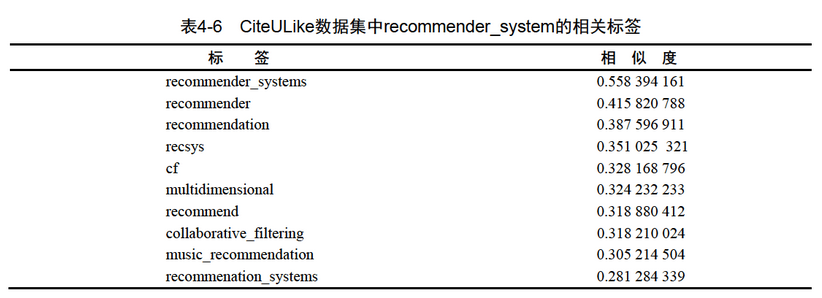 表4-6 CiteULike数据集中recommender_system的相关标签
标 签 相 似 度
recommender_systems 0.558 394 161
recommender 0.415 820 788
recommendation 0.387 596 911
recsys 0.351 025 321
cf 0.328 168 796
multidimensional 0.324 232 233
recommend 0.318 880 412
collaborative_filtering 0.318 210 024
music_recommendation 0.305 214 504
recommenation_systems 0.281 284 339